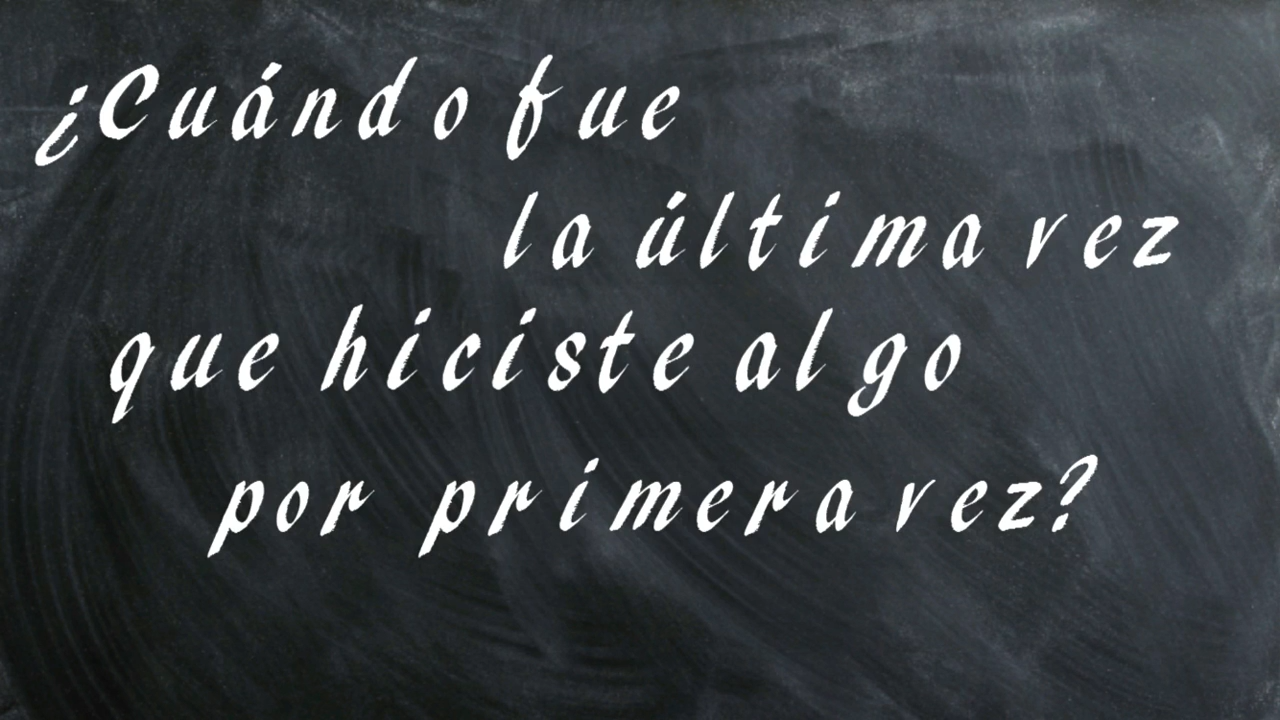 ¿Cuándo fue
la última vez
que hiciste algo
por primera vez?